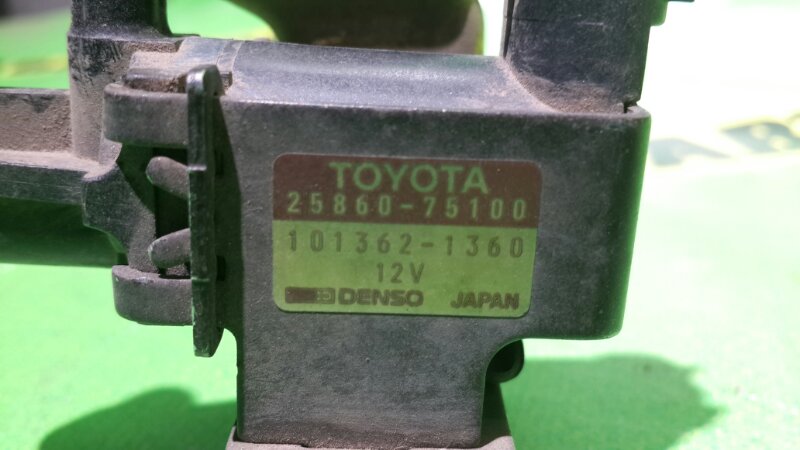 TOYOTA
25860-75100
101362-1360
12V
DENSO JAPAN